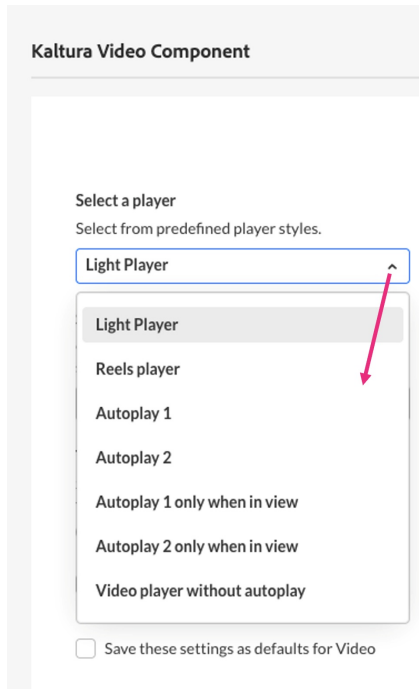 Kaltura Video Component
Select a player
Select from predefined player styles.
Light Player
Light Player
Reels player
Autoplay 1
Autoplay 2
Autoplay 1 only when in view
Autoplay 2 only when in view
Video player without autoplay
Save these settings as defaults for Video